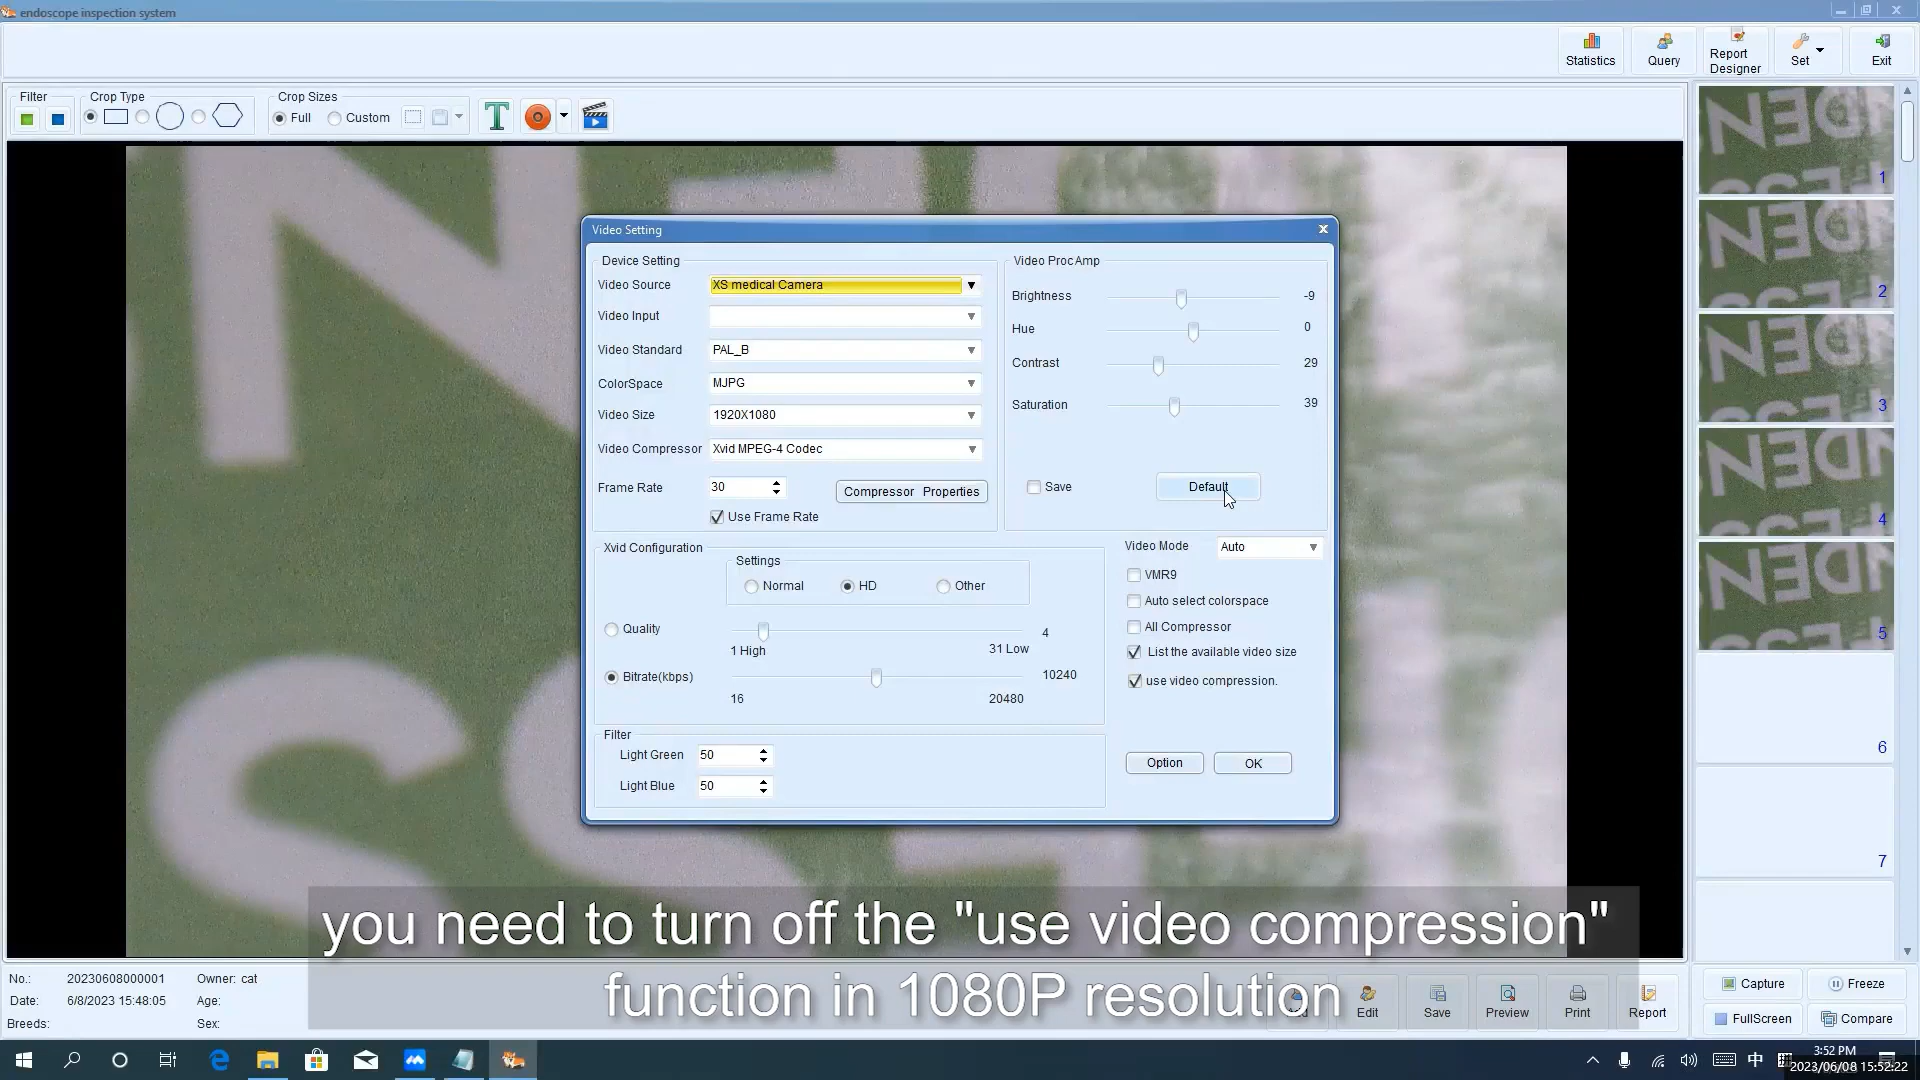 endoscope inspection system
Statistics
Query
Report
Designer
Set
Exit
Filter
Crop Type
Crop Sizes
Full
Custom
T
1
2
3
4
5
6
7
Video Setting
Device Setting
Video Source XS medical Camera
Video Input
Video Standard PAL_B
ColorSpace MJPG
Video Size 1920X1080
Video Compressor Xvid MPEG-4 Codec
Frame Rate 30
Compressor Properties
Use Frame Rate
Video ProcAmp
Brightness -9
Hue 0
Contrast 29
Saturation 39
Save
Default
Xvid Configuration
Settings
Normal HD Other
Quality 4
1 High 31 Low
Bitrate(kbps) 10240
16 20480
Video Mode Auto
VMR9
Auto select colorspace
All Compressor
List the available video size
use video compression.
Filter
Light Green 50
Light Blue 50
Option
OK
you need to turn off the "use video compression"
function in 1080P resolution
No.: 20230608000001 Owner: cat
Date: 6/8/2023 15:48:05 Age:
Breeds: Sex:
Edit
Save
Preview
Print
Report
Capture
Freeze
FullScreen
Compare
中
3:52 PM
2023/06/08 15:52:22